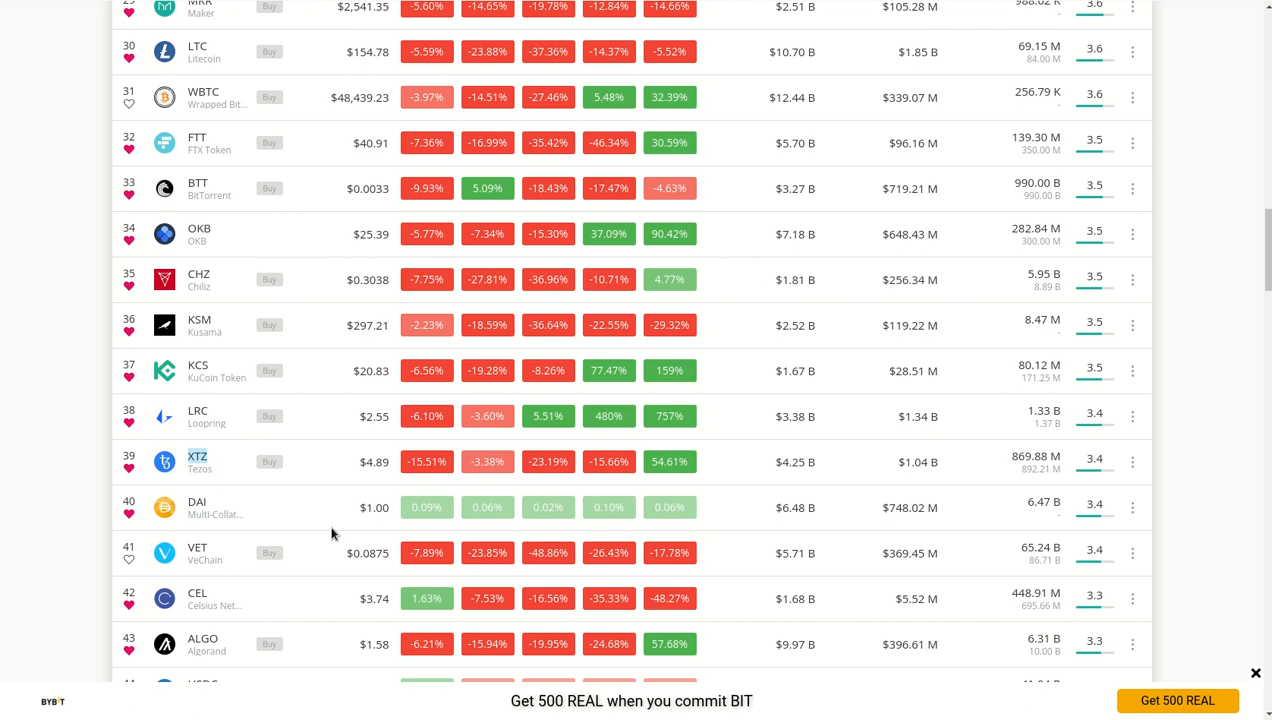 29 MKR Buy $2,541.35 -5.60% -14.65% -19.78% -12.84% -14.66% $2.51 B $105.28 M 988.62 K 3.6
Maker -
30 LTC Buy $154.78 -5.59% -23.88% -37.36% -14.37% -5.52% $10.70 B $1.85 B 69.15 M 3.6
Litecoin 84.00 M
31 WBTC Buy $48,439.23 -3.97% -14.51% -27.46% 5.48% 32.39% $12.44 B $339.07 M 256.79 K 3.6
Wrapped Bit... -
32 FTT Buy $40.91 -7.36% -16.99% -35.42% -46.34% 30.59% $5.70 B $96.16 M 139.30 M 3.5
FTX Token 350.00 M
33 BTT Buy $0.0033 -9.93% 5.09% -18.43% -17.47% -4.63% $3.27 B $719.21 M 990.00 B 3.5
BitTorrent 990.00 B
34 OKB $25.39 -5.77% -7.34% -15.30% 37.09% 90.42% $7.18 B $648.43 M 282.84 M 3.5
OKB 300.00 M
35 CHZ Buy $0.3038 -7.75% -27.81% -36.96% -10.71% 4.77% $1.81 B $256.34 M 5.95 B 3.5
Chiliz 8.89 B
36 KSM Buy $297.21 -2.23% -18.59% -36.64% -22.55% -29.32% $2.52 B $119.22 M 8.47 M 3.5
Kusama -
37 KCS Buy $20.83 -6.56% -19.28% -8.26% 77.47% 159% $1.67 B $28.51 M 80.12 M 3.5
KuCoin Token 171.25 M
38 LRC Buy $2.55 -6.10% -3.60% 5.51% 480% 757% $3.38 B $1.34 B 1.33 B 3.4
Loopring 1.37 B
39 XTZ Buy $4.89 -15.51% -3.38% -23.19% -15.66% 54.61% $4.25 B $1.04 B 869.88 M 3.4
Tezos 892.21 M
40 DAI $1.00 0.09% 0.06% 0.02% 0.10% 0.06% $6.48 B $748.02 M 6.47 B 3.4
Multi-Collat... -
41 VET Buy $0.0875 -7.89% -23.85% -48.86% -26.43% -17.78% $5.71 B $369.45 M 65.24 B 3.4
VeChain 86.71 B
42 CEL $3.74 1.63% -7.53% -16.56% -35.33% -48.27% $1.68 B $5.52 M 448.91 M 3.3
Celsius Net... 695.66 M
43 ALGO Buy $1.58 -6.21% -15.94% -19.95% -24.68% 57.68% $9.97 B $396.61 M 6.31 B 3.3
Algorand 10.00 B
BYBIT Get 500 REAL when you commit BIT Get 500 REAL